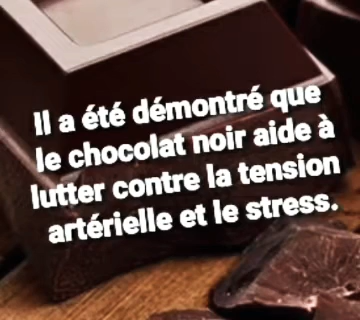 Il a été démontré que
le chocolat noir aide à
lutter contre la tension
artérielle et le stress.